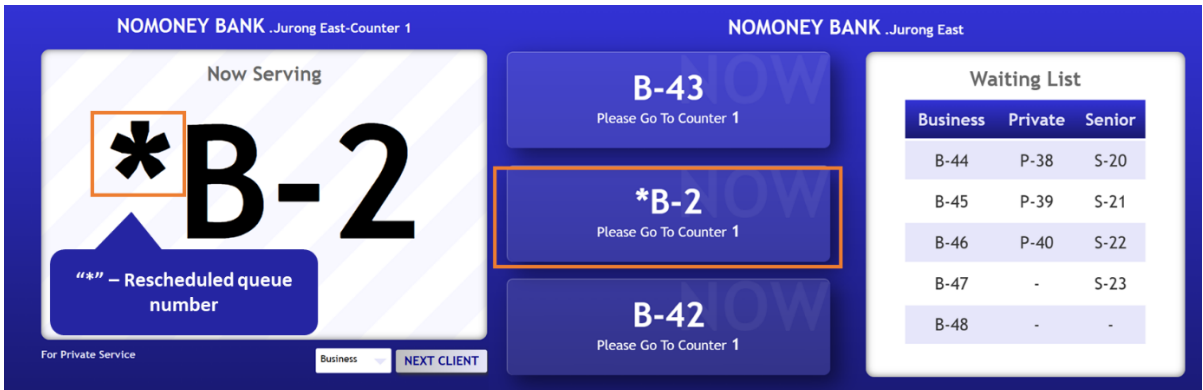 NOMONEY BANK .Jurong East-Counter 1
Now Serving
*B-2
“*” – Rescheduled queue
number
For Private Service
Business
NEXT CLIENT
NOMONEY BANK .Jurong East
NOW
B-43
Please Go To Counter 1
NOW
*B-2
Please Go To Counter 1
NOW
B-42
Please Go To Counter 1
Waiting List
Business Private Senior
B-44 P-38 S-20
B-45 P-39 S-21
B-46 P-40 S-22
B-47 - S-23
B-48 - -